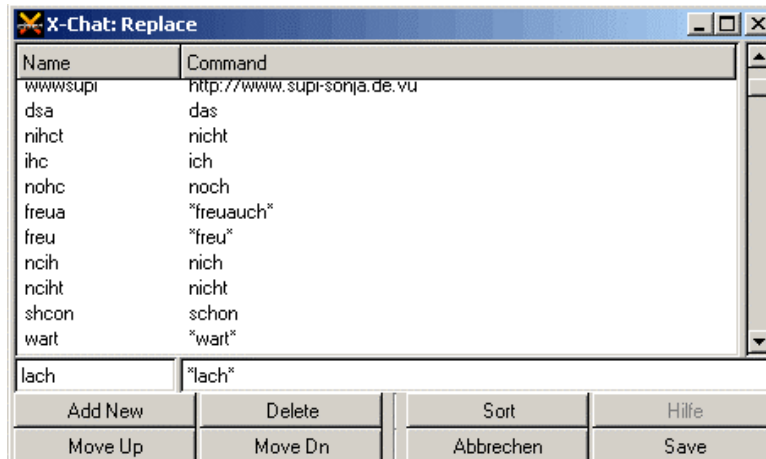 X-Chat: Replace
Name Command
wwwsupi http://www.supi-sonja.de.vu
dsa das
nihct nicht
ihc ich
nohc noch
freua *freuauch*
freu *freu*
ncih nich
nciht nicht
shcon schon
wart *wart*
lach *lach*
Add New Delete Sort Hilfe
Move Up Move Dn Abbrechen Save